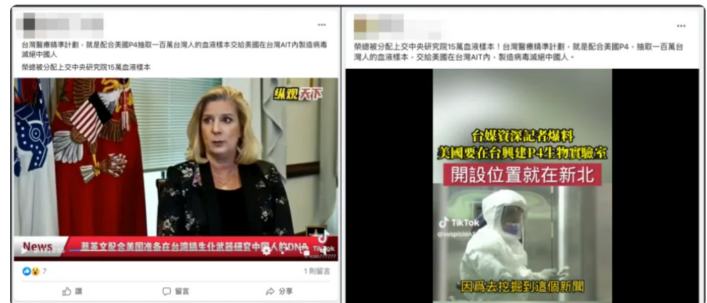 台灣醫療精準計劃，就是配合美國P4抽取一百萬台灣人的血液樣本交給美國在台灣AIT內製造病毒
滅絕中國人
榮總被分配上交中央研究院15萬血液樣本
纵观天下
News
蔡英文配合美国准备在台湾搞生化武器研究中國人的DNA
TikTok
7
1則留言
讚
留言
分享
榮總被分配上交中央研究院15萬血液樣本！台灣醫療精準計劃，就是配合美國P4，抽取一百萬台
灣人的血液樣本，交給美國在台灣AIT內，製造病毒滅絕中國人。
台媒資深記者爆料
美國要在台興建P4生物實驗室
開設位置就在新北
TikTok
因爲去挖掘到這個新聞